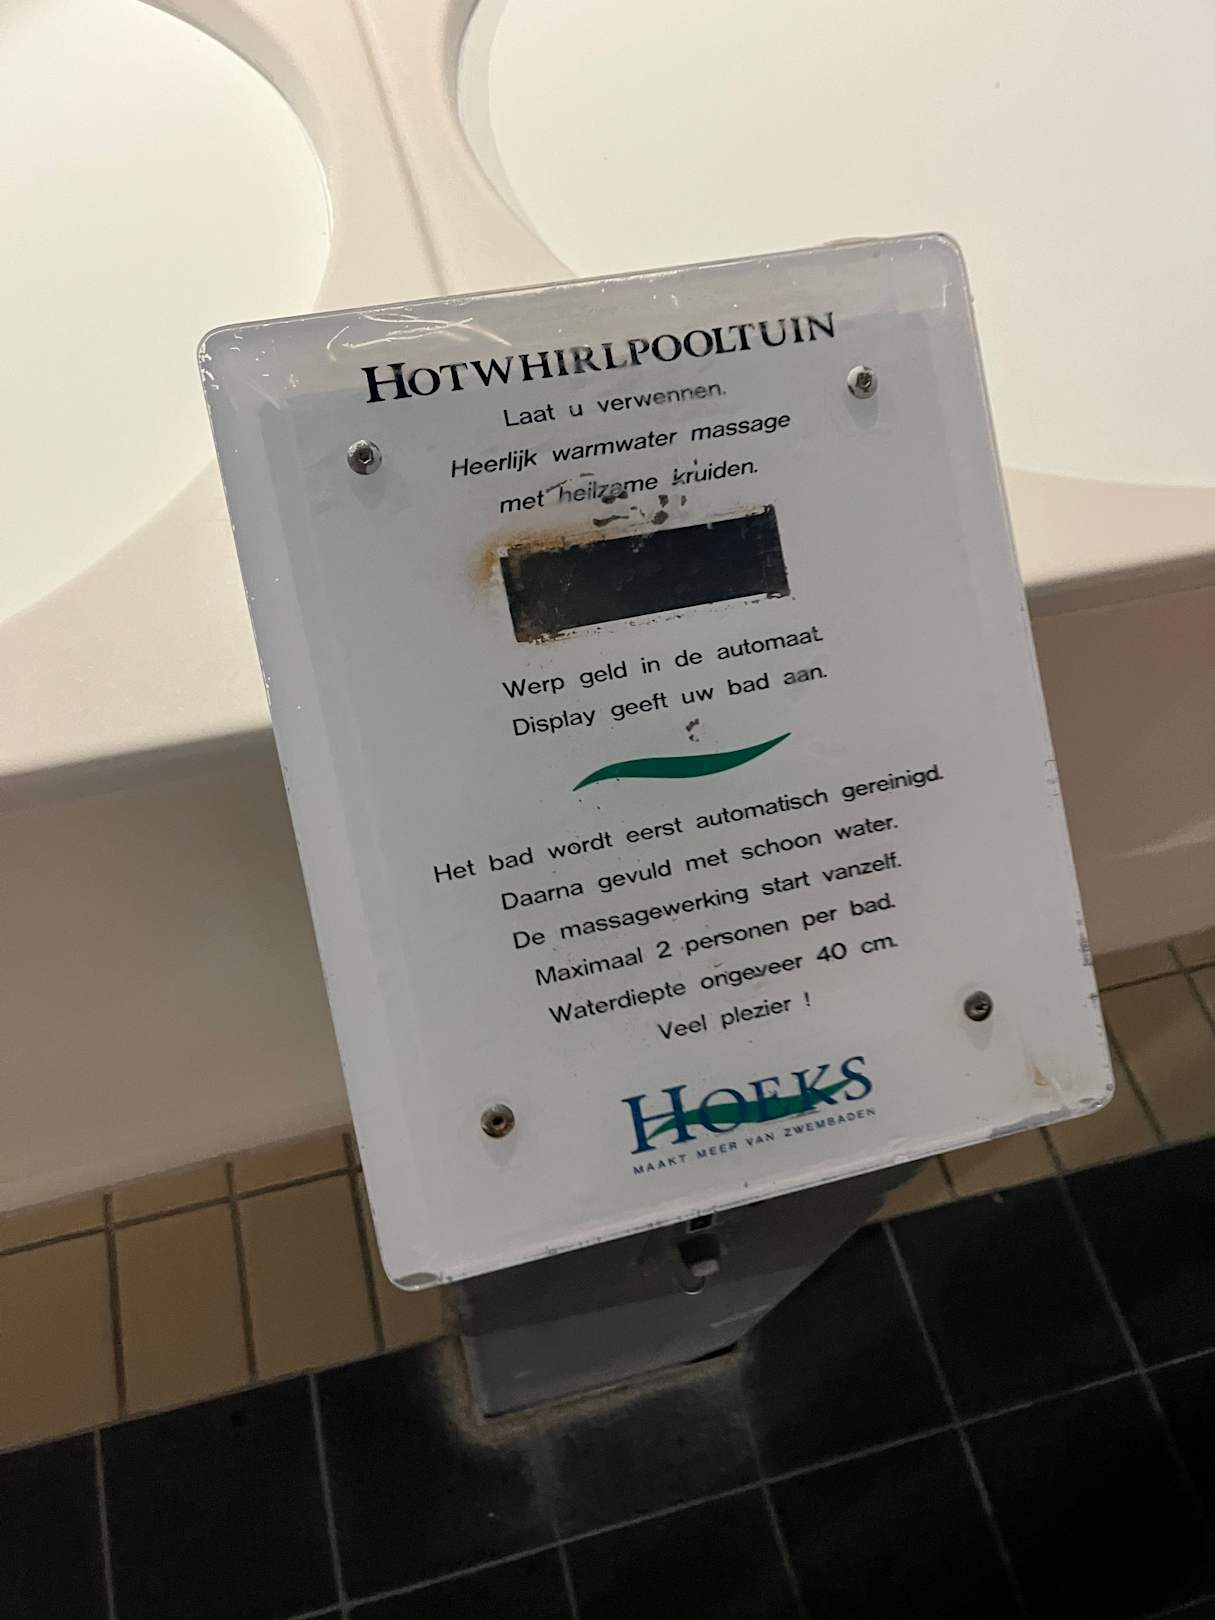 HOTWHIRLPOOLTUIN
Laat u verwennen.
Heerlijk warmwater massage
met heilzame kruiden.
Werp geld in de automaat.
Display geeft uw bad aan.
Het bad wordt eerst automatisch gereinigd.
Daarna gevuld met schoon water.
De massagewerking start vanzelf.
Maximaal 2 personen per bad.
Waterdiepte ongeveer 40 cm.
Veel plezier !
HOEKS
MAAKT MEER VAN ZWEMBADEN